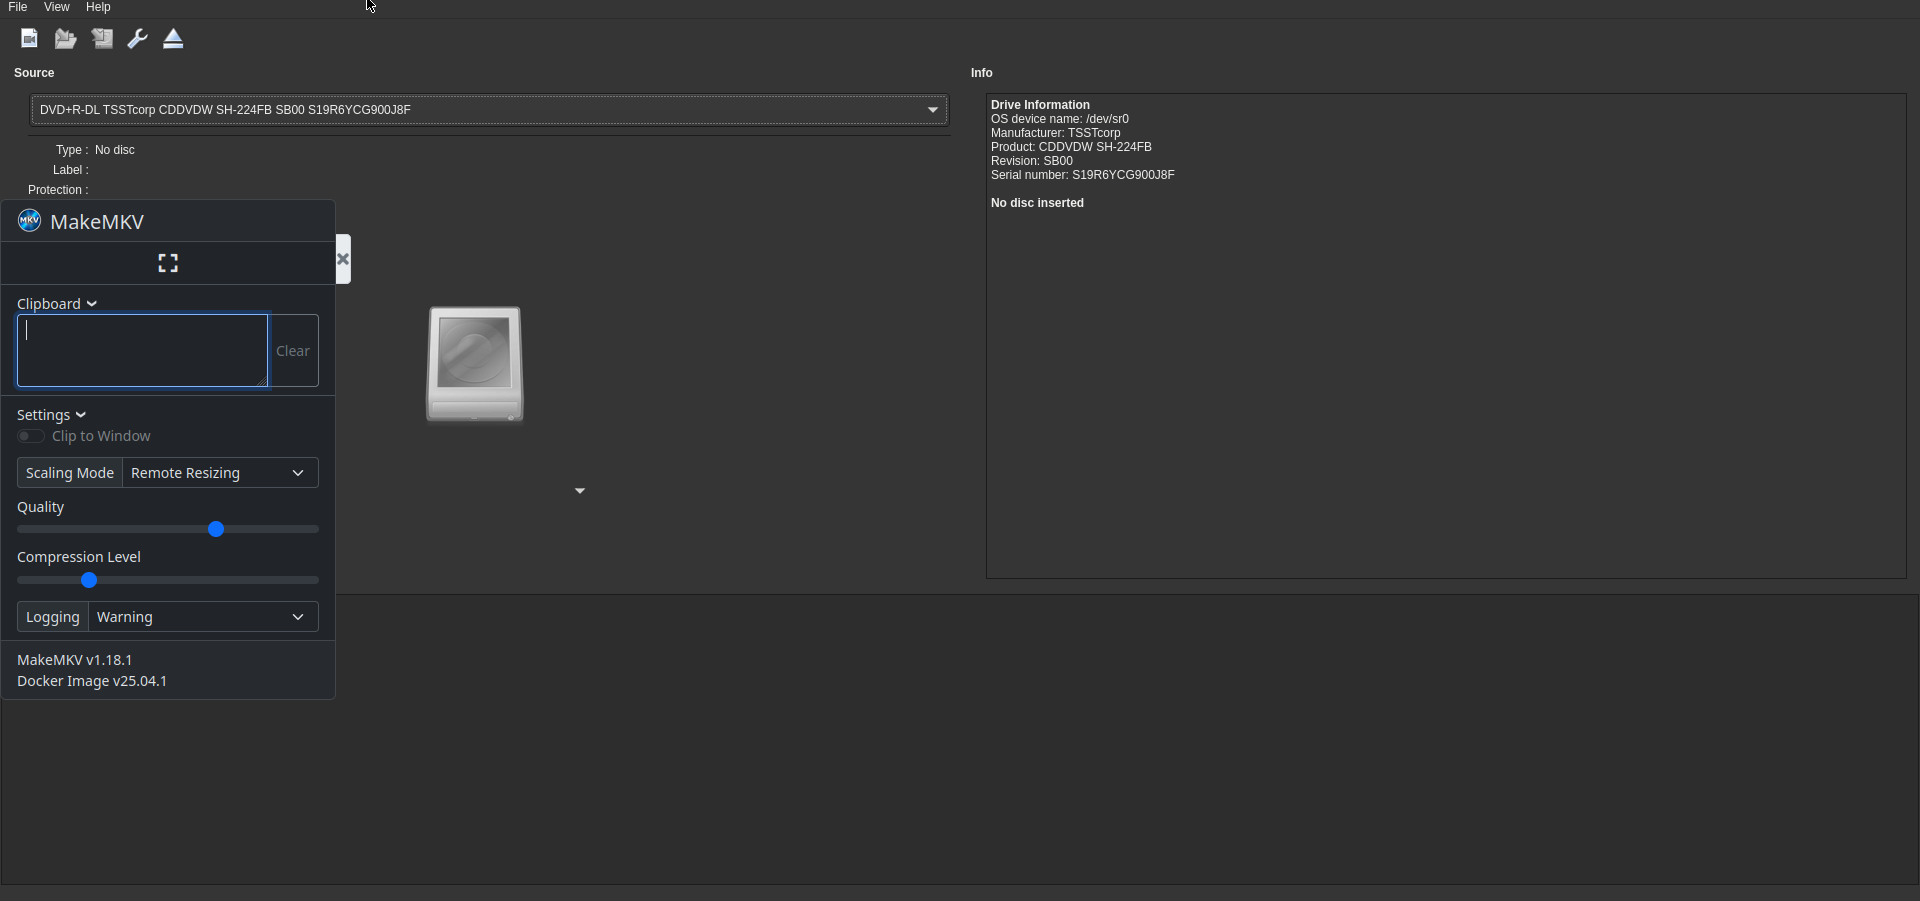 File View Help
Source
DVD+R-DL TSSTcorp CDDVDW SH-224FB SB00 S19R6YCG900J8F
Type : No disc
Label :
Protection :
MKV MakeMKV
Clipboard
Clear
Settings
Clip to Window
Scaling Mode Remote Resizing
Quality
Compression Level
Logging Warning
MakeMKV v1.18.1
Docker Image v25.04.1
Info
Drive Information
OS device name: /dev/sr0
Manufacturer: TSSTcorp
Product: CDDVDW SH-224FB
Revision: SB00
Serial number: S19R6YCG900J8F
No disc inserted